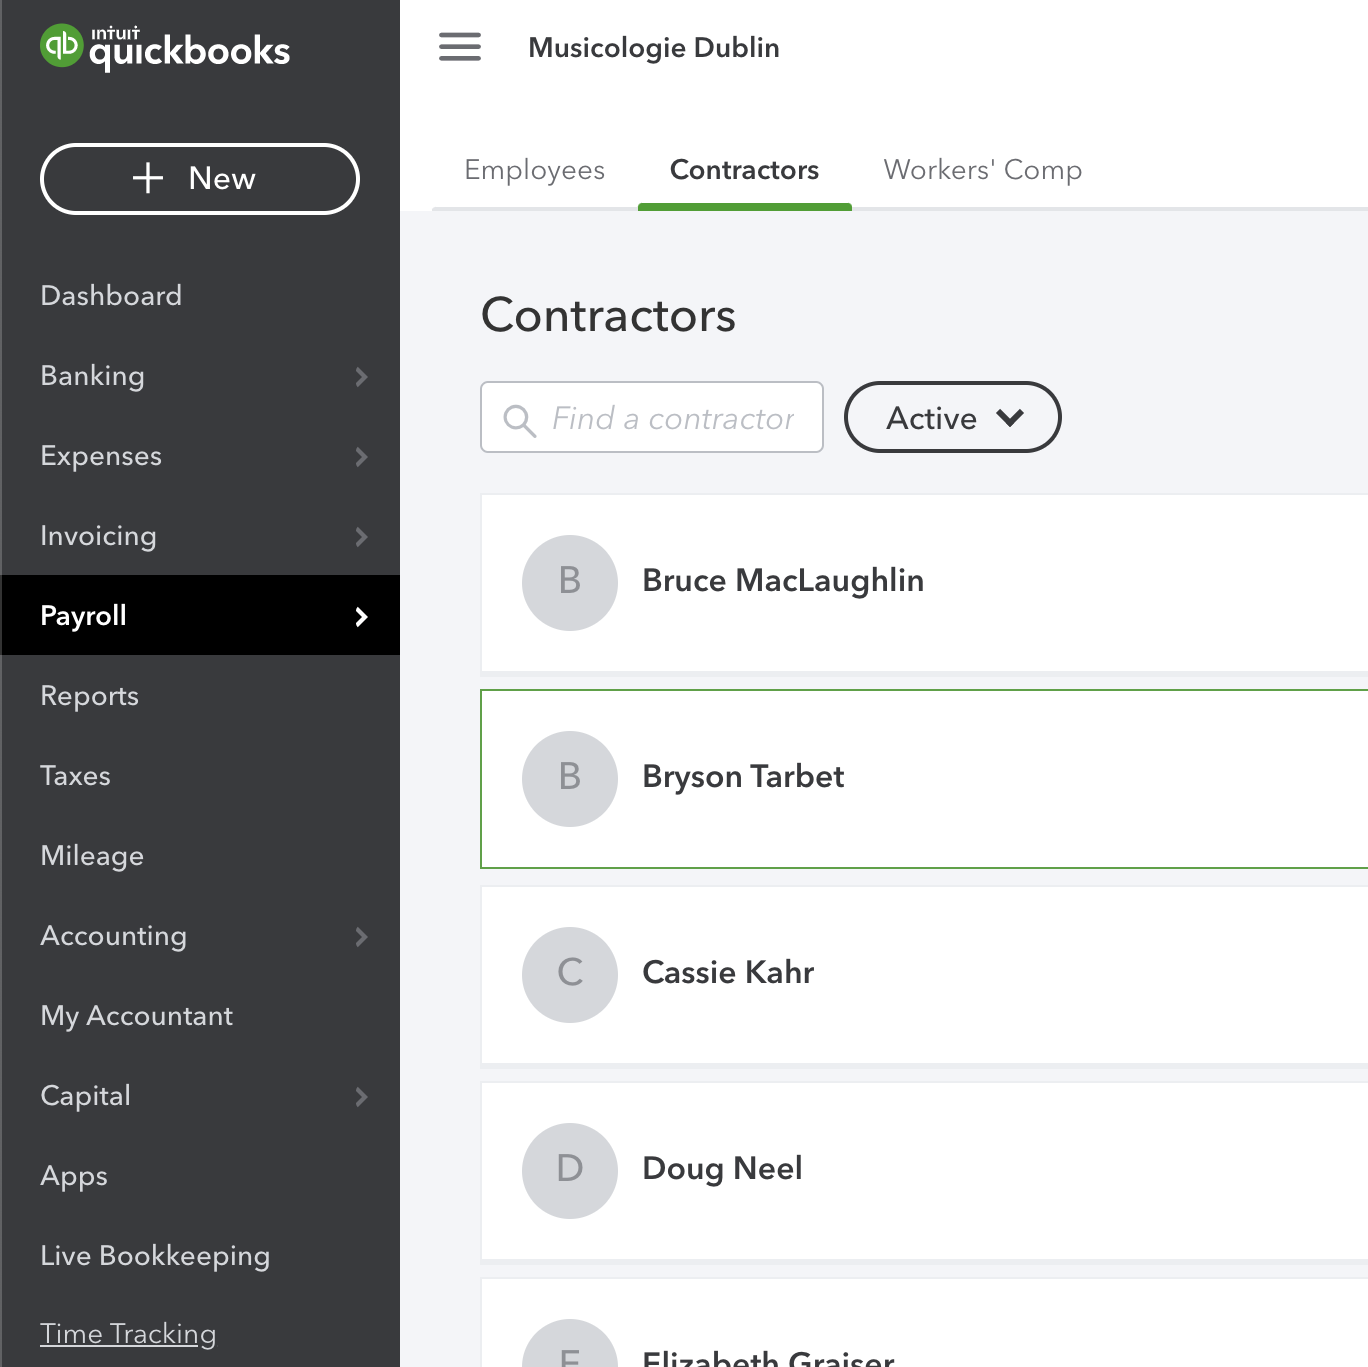 intuit
quickbooks
New
Dashboard
Banking
Expenses
Invoicing
Payroll
Reports
Taxes
Mileage
Accounting
My Accountant
Capital
Apps
Live Bookkeeping
Time Tracking
Musicologie Dublin
Employees
Contractors
Workers' Comp
Contractors
Find a contractor
Active
B
Bruce MacLaughlin
B
Bryson Tarbet
C
Cassie Kahr
D
Doug Neel
E
Elizabeth Graiser